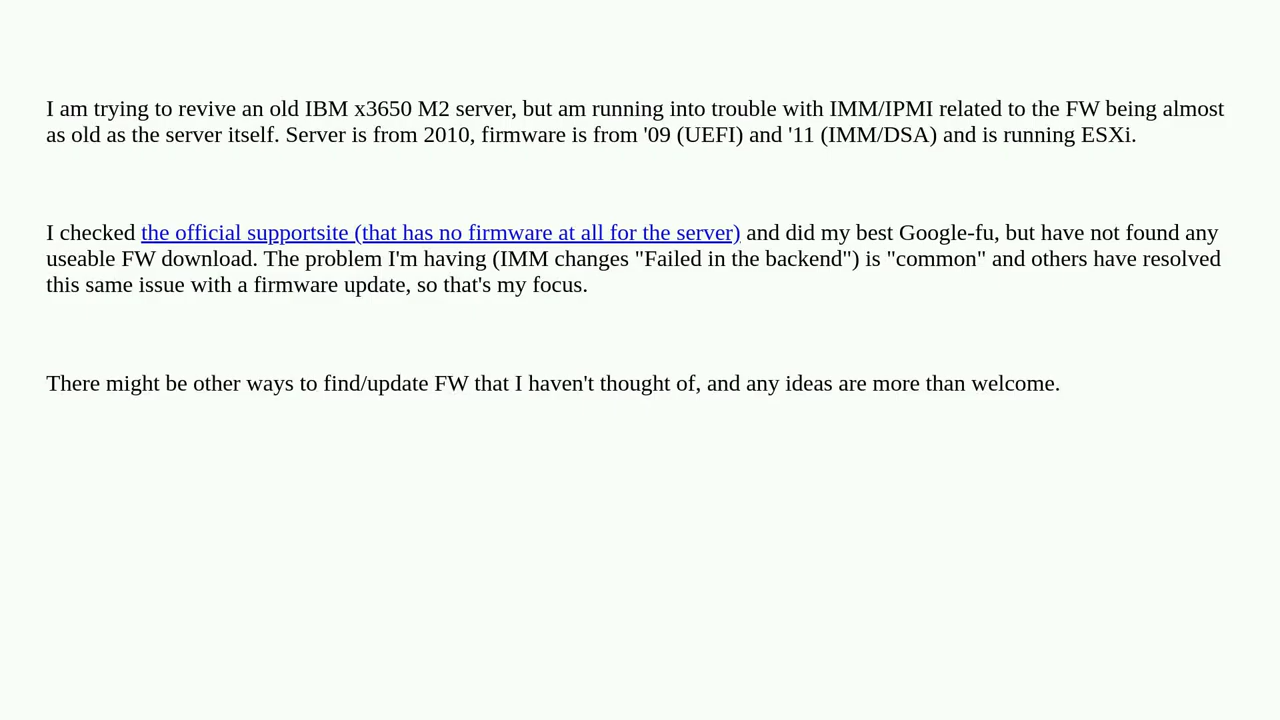 I am trying to revive an old IBM x3650 M2 server, but am running into trouble with IMM/IPMI related to the FW being almost
as old as the server itself. Server is from 2010, firmware is from '09 (UEFI) and '11 (IMM/DSA) and is running ESXi.
I checked the official supportsite (that has no firmware at all for the server) and did my best Google-fu, but have not found any
useable FW download. The problem I'm having (IMM changes "Failed in the backend") is "common" and others have resolved
this same issue with a firmware update, so that's my focus.
There might be other ways to find/update FW that I haven't thought of, and any ideas are more than welcome.